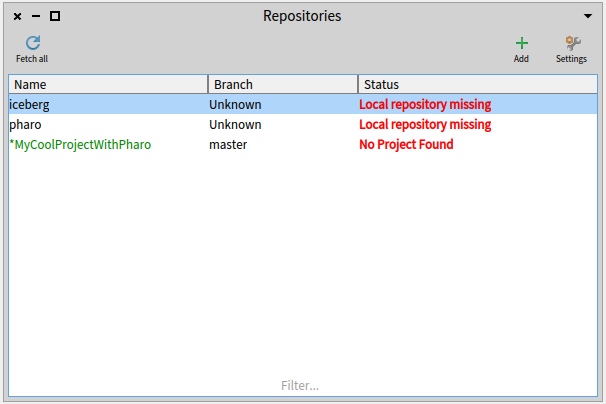 Repositories
Fetch all
Add
Settings
Name Branch Status
iceberg Unknown Local repository missing
pharo Unknown Local repository missing
*MyCoolProjectWithPharo master No Project Found
Filter...